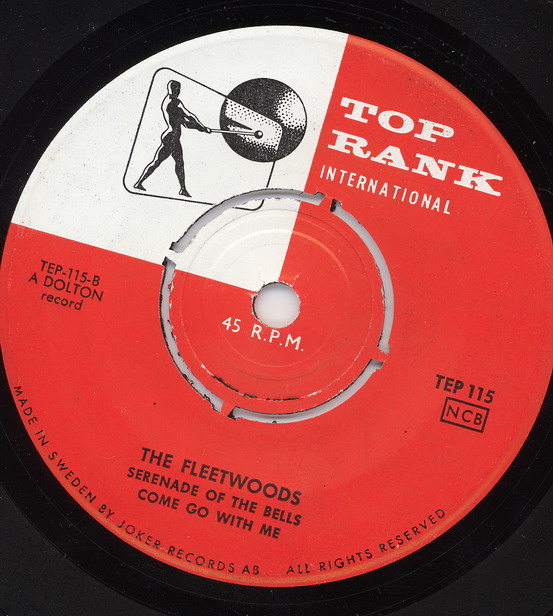 TOP
RANK
INTERNATIONAL
TEP-115-B
A DOLTON
record
45 R.P.M.
TEP 115
NCB
THE FLEETWOODS
SERENADE OF THE BELLS
COME GO WITH ME
MADE IN SWEDEN BY JOKER RECORDS AB ALL RIGHTS RESERVED